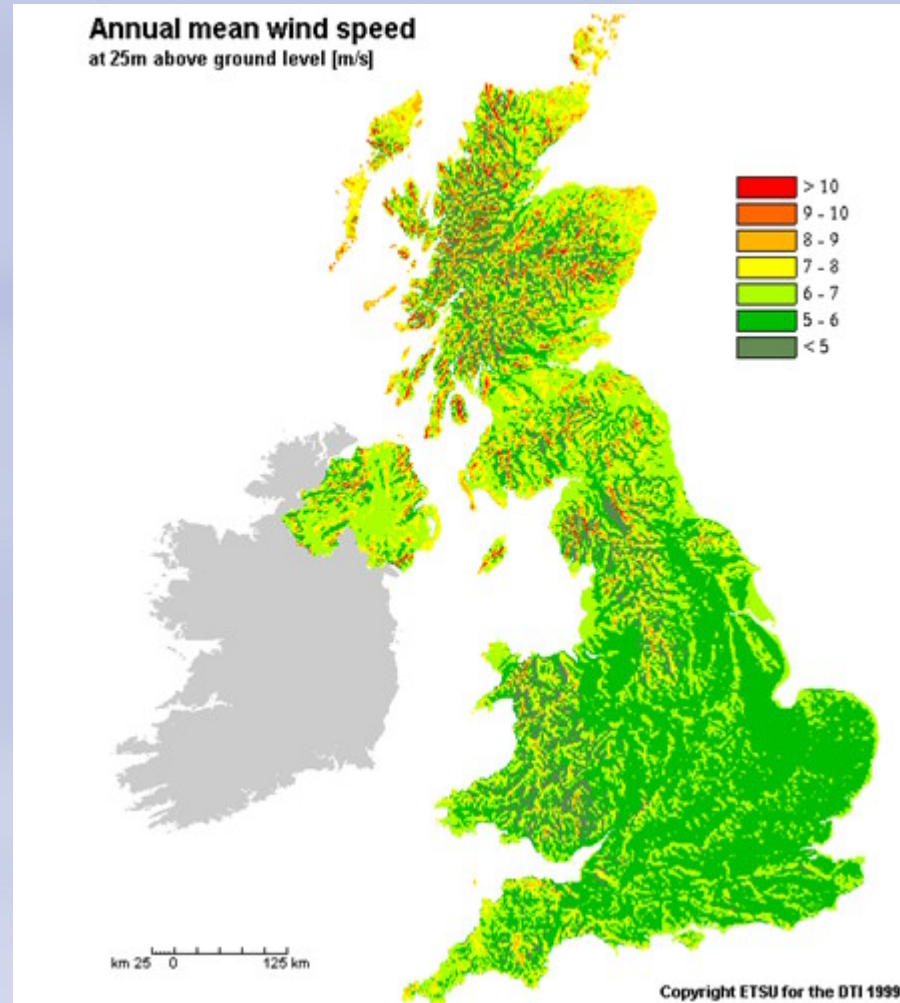 Annual mean wind speed
at 25m above ground level [m/s]
> 10
9 - 10
8 - 9
7 - 8
6 - 7
5 - 6
< 5
km 25 0 125 km
Copyright ETSU for the DTI 1999